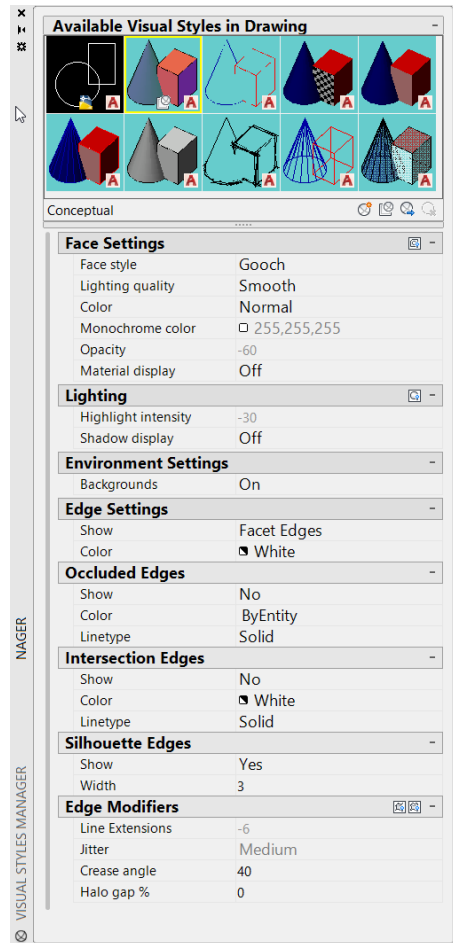 Available Visual Styles in Drawing
Conceptual
Face Settings
Face style Gooch
Lighting quality Smooth
Color Normal
Monochrome color 255,255,255
Opacity -60
Material display Off
Lighting
Highlight intensity -30
Shadow display Off
Environment Settings
Backgrounds On
Edge Settings
Show Facet Edges
Color White
Occluded Edges
Show No
Color ByEntity
Linetype Solid
Intersection Edges
Show No
Color White
Linetype Solid
Silhouette Edges
Show Yes
Width 3
Edge Modifiers
Line Extensions -6
Jitter Medium
Crease angle 40
Halo gap % 0
NAGER
VISUAL STYLES MANAGER